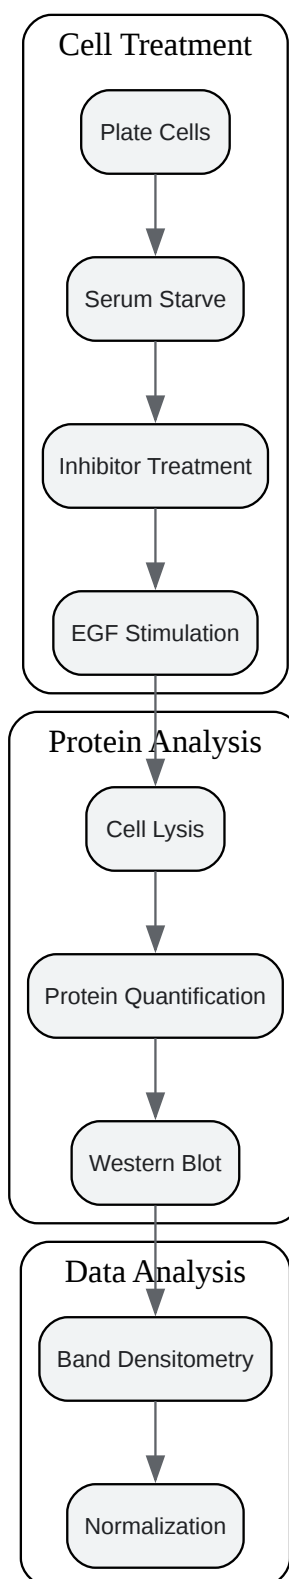 Cell Treatment
Plate Cells
Serum Starve
Inhibitor Treatment
EGF Stimulation
Protein Analysis
Cell Lysis
Protein Quantification
Western Blot
Data Analysis
Band Densitometry
Normalization